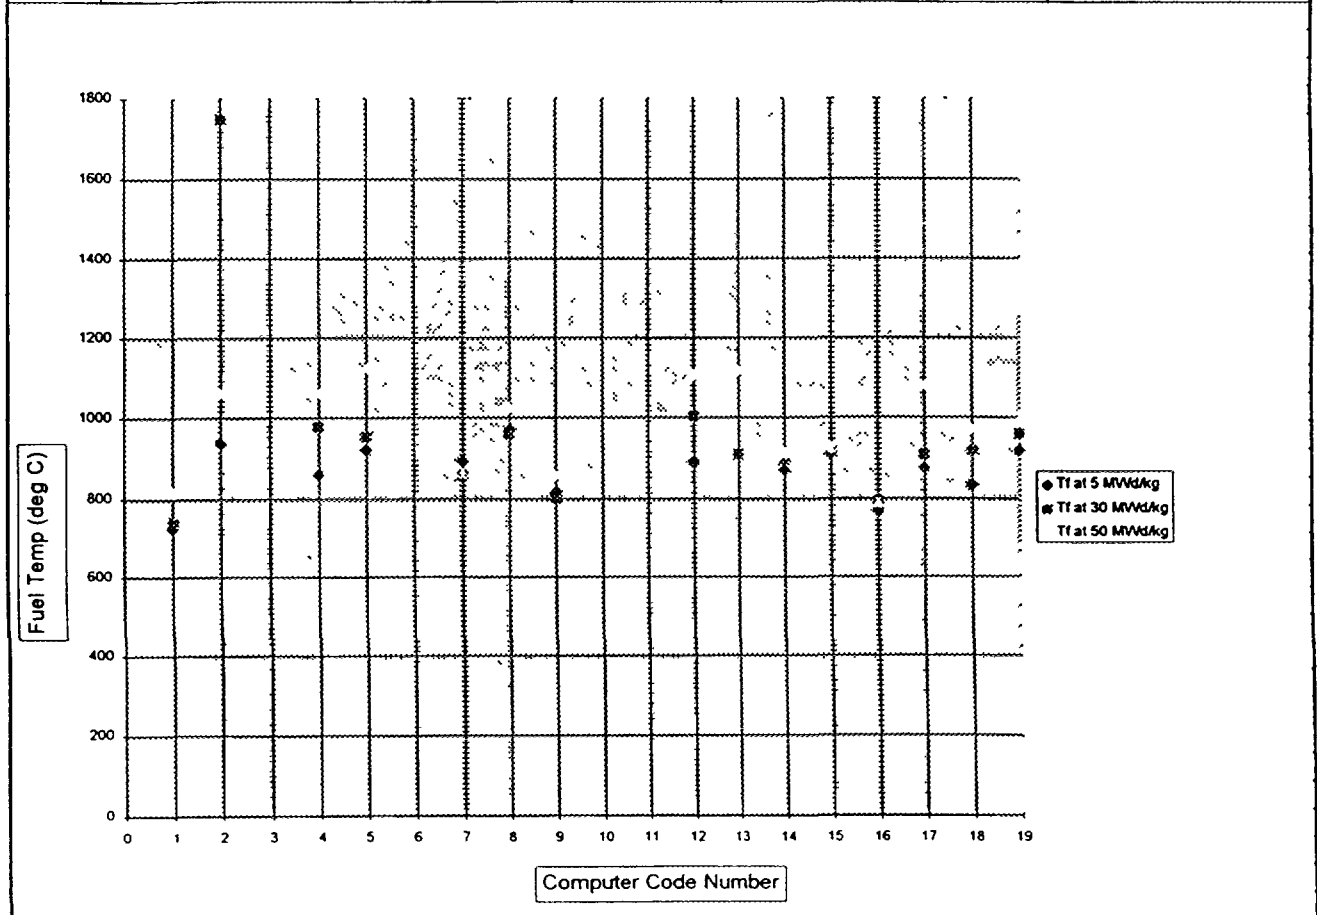 1800
1600
1400
1200
1000
800
600
400
200
0
0 1 2 3 4 5 6 7 8 9 10 11 12 13 14 15 16 17 18 19
Fuel Temp (deg C)
Computer Code Number
Tf at 5 MWd/kg
Tf at 30 MWd/kg
Tf at 50 MWd/kg